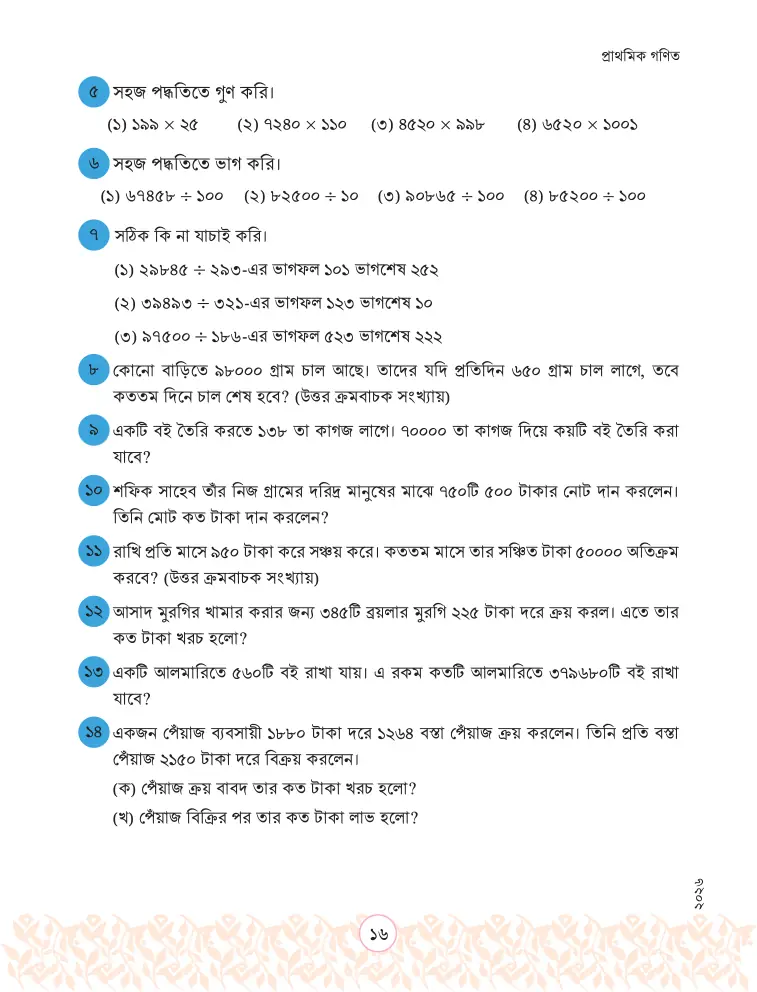 প্রাথমিক গণিত
৫ সহজ পদ্ধতিতে গুণ করি।
(১) ১৯৯ × ২৫ (২) ৭২৪০ × ১১০ (৩) ৪৫২০ × ৯৯৮ (৪) ৬৫২০ × ১০০১
৬ সহজ পদ্ধতিতে ভাগ করি।
(১) ৬৭৪৫৮ ÷ ১০০ (২) ৮২৫০০ ÷ ১০ (৩) ৯০৮৬৫ ÷ ১০০ (৪) ৮৫২০০ ÷ ১০০
৭ সঠিক কি না যাচাই করি।
(১) ২৯৮৪৫ ÷ ২৯৩-এর ভাগফল ১০১ ভাগশেষ ২৫২
(২) ৩৯৪৯৩ ÷ ৩২১-এর ভাগফল ১২৩ ভাগশেষ ১০
(৩) ৯৭৫০০ ÷ ১৮৬-এর ভাগফল ৫২৩ ভাগশেষ ২২২
৮ কোনো বাড়িতে ৯৮০০০ গ্রাম চাল আছে। তাদের যদি প্রতিদিন ৬৫০ গ্রাম চাল লাগে, তবে
কততম দিনে চাল শেষ হবে? (উত্তর ক্রমবাচক সংখ্যায়)
৯ একটি বই তৈরি করতে ১৩৮ তা কাগজ লাগে। ৭০০০০ তা কাগজ দিয়ে কয়টি বই তৈরি করা
যাবে?
১০ শফিক সাহেব তাঁর নিজ গ্রামের দরিদ্র মানুষের মাঝে ৭৫০টি ৫০০ টাকার নোট দান করলেন।
তিনি মোট কত টাকা দান করলেন?
১১ রাখি প্রতি মাসে ৯৫০ টাকা করে সঞ্চয় করে। কততম মাসে তার সঞ্চিত টাকা ৫০০০০ অতিক্রম
করবে? (উত্তর ক্রমবাচক সংখ্যায়)
১২ আসাদ মুরগির খামার করার জন্য ৩৪৫টি ব্রয়লার মুরগি ২২৫ টাকা দরে ক্রয় করল। এতে তার
কত টাকা খরচ হলো?
১৩ একটি আলমারিতে ৫৬০টি বই রাখা যায়। এ রকম কতটি আলমারিতে ৩৭৯৬৮০টি বই রাখা
যাবে?
১৪ একজন পেঁয়াজ ব্যবসায়ী ১৮৮০ টাকা দরে ১২৬৪ বস্তা পেঁয়াজ ক্রয় করলেন। তিনি প্রতি বস্তা
পেঁয়াজ ২১৫০ টাকা দরে বিক্রয় করলেন।
(ক) পেঁয়াজ ক্রয় বাবদ তার কত টাকা খরচ হলো?
(খ) পেঁয়াজ বিক্রির পর তার কত টাকা লাভ হলো?
২০২৬
১৬